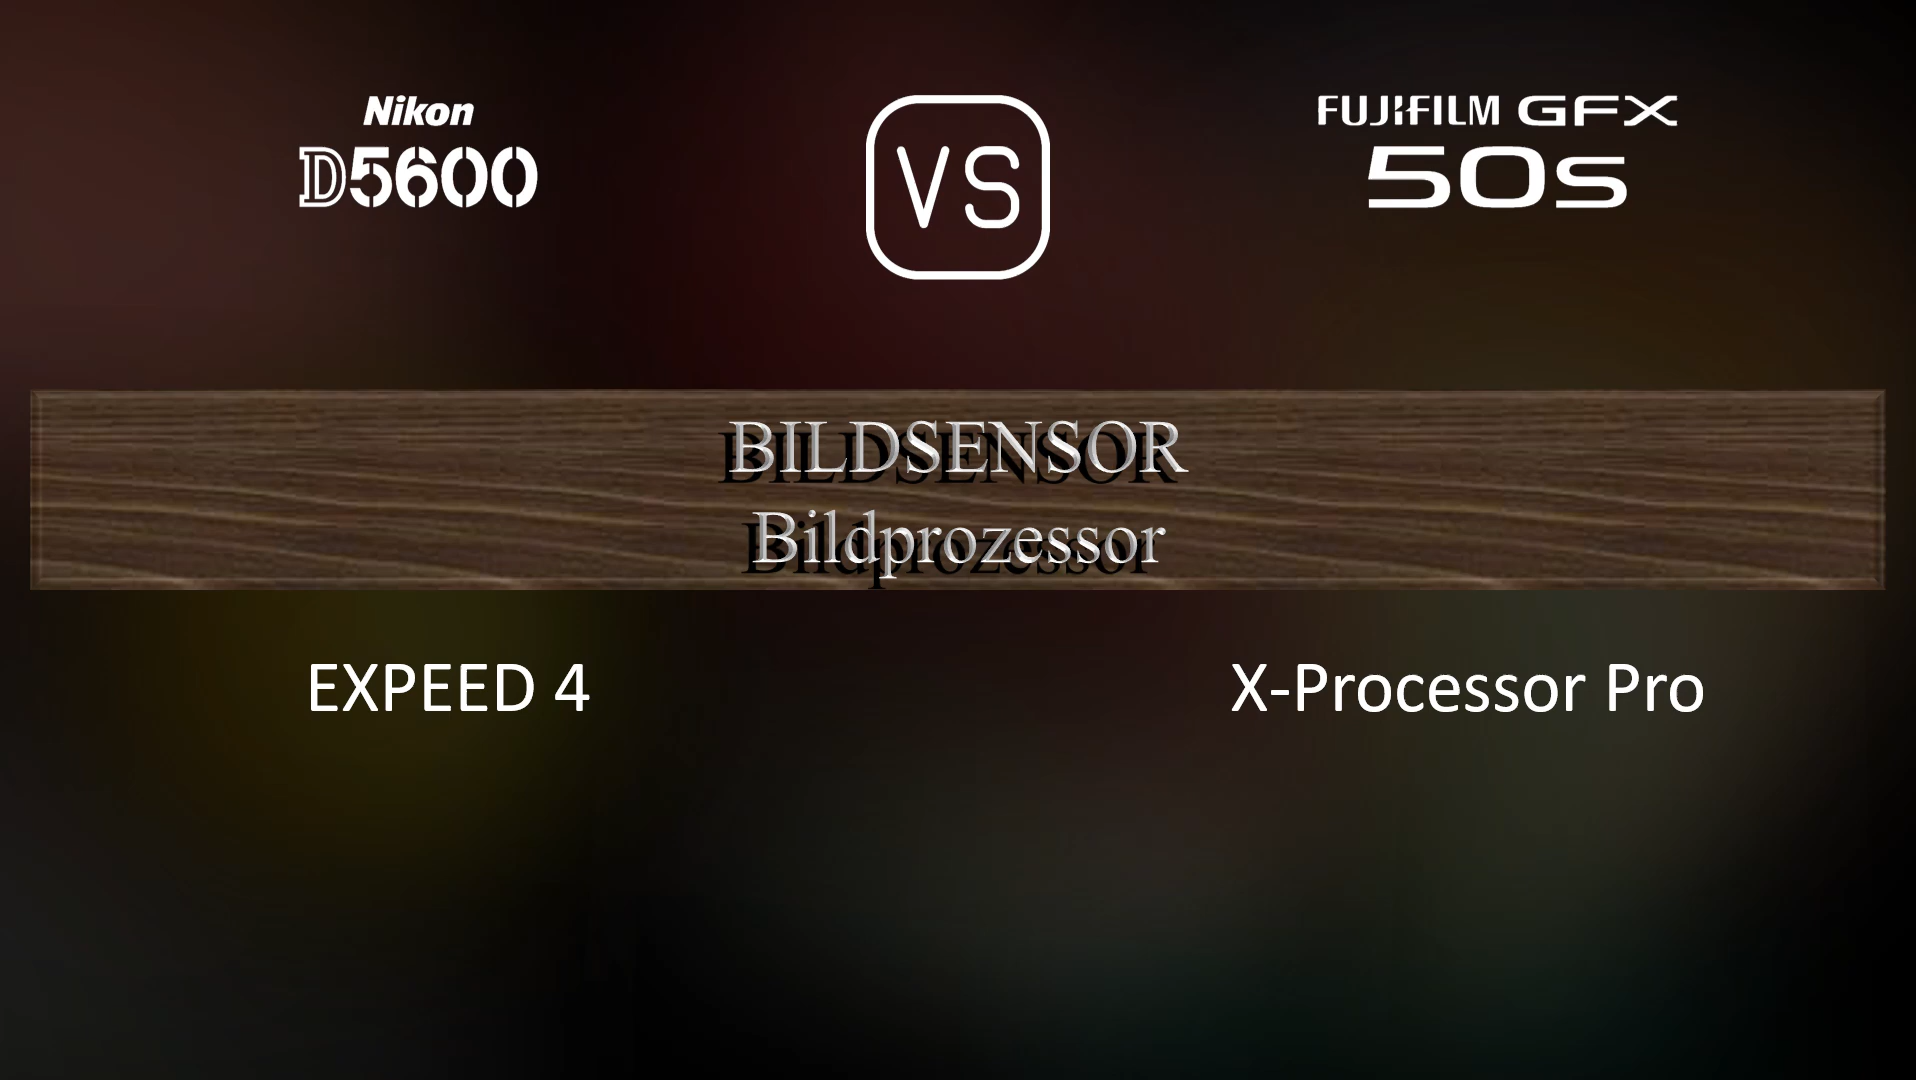 Nikon
D5600
VS
FUJIFILM GFX
50S
BILDSENSOR
Bildprozessor
EXPEED 4
X-Processor Pro